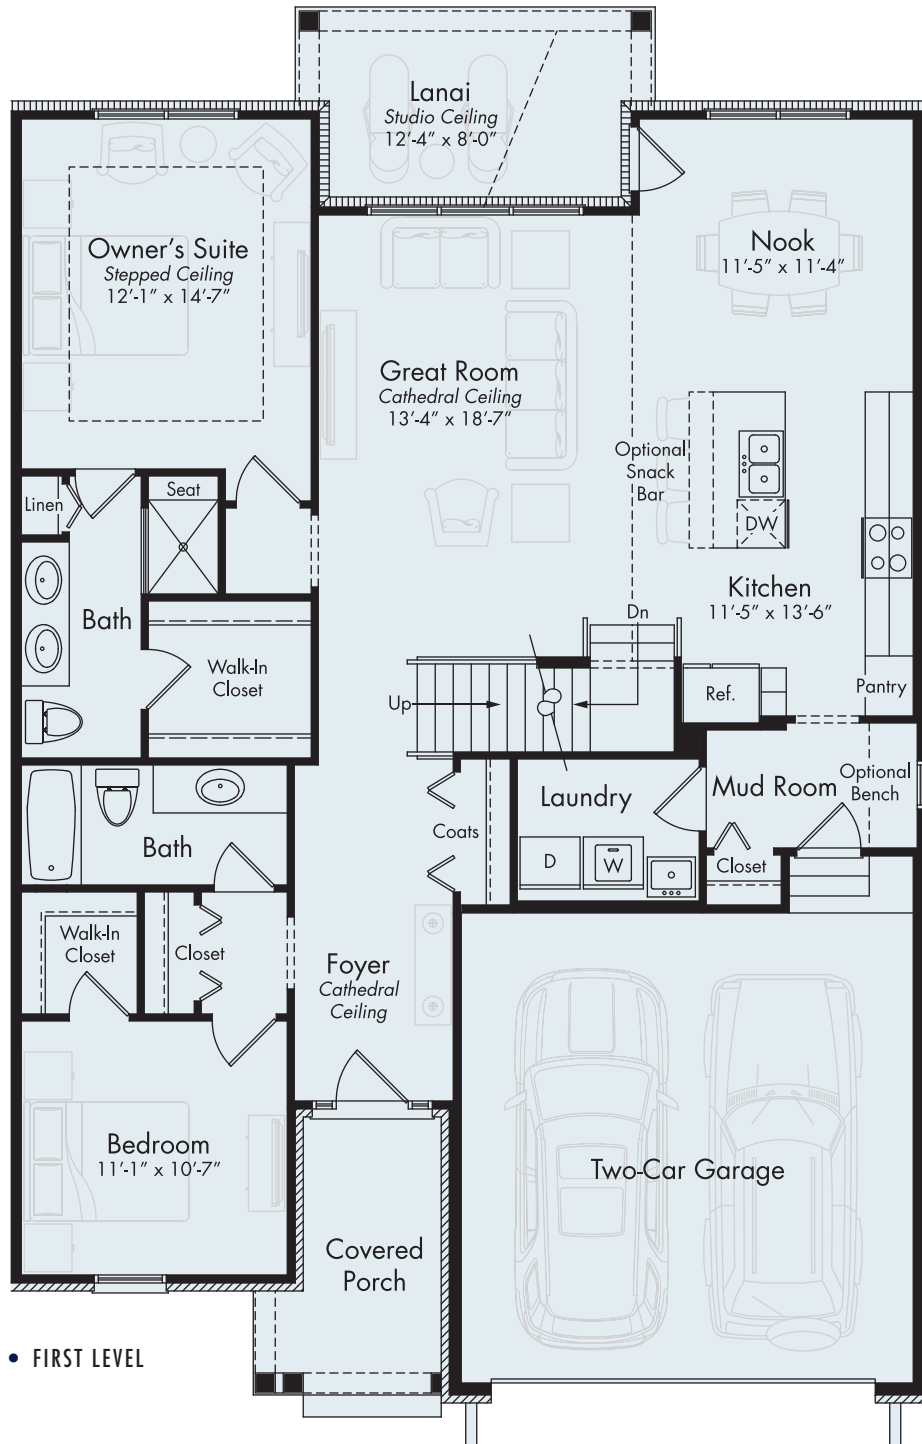 Lanai
Studio Ceiling
12'-4" x 8'-0"
Owner's Suite
Stepped Ceiling
12'-1" x 14'-7"
Nook
11'-5" x 11'-4"
Great Room
Cathedral Ceiling
13'-4" x 18'-7"
Optional
Snack
Bar
Linen
Seat
DW
Bath
Kitchen
11'-5" x 13'-6"
Dn
Walk-In
Closet
Up
Ref.
Pantry
Laundry
Mud Room
Optional
Bench
Coats
Bath
D
W
Closet
Walk-In
Closet
Closet
Foyer
Cathedral
Ceiling
Bedroom
11'-1" x 10'-7"
Two-Car Garage
Covered
Porch
• FIRST LEVEL